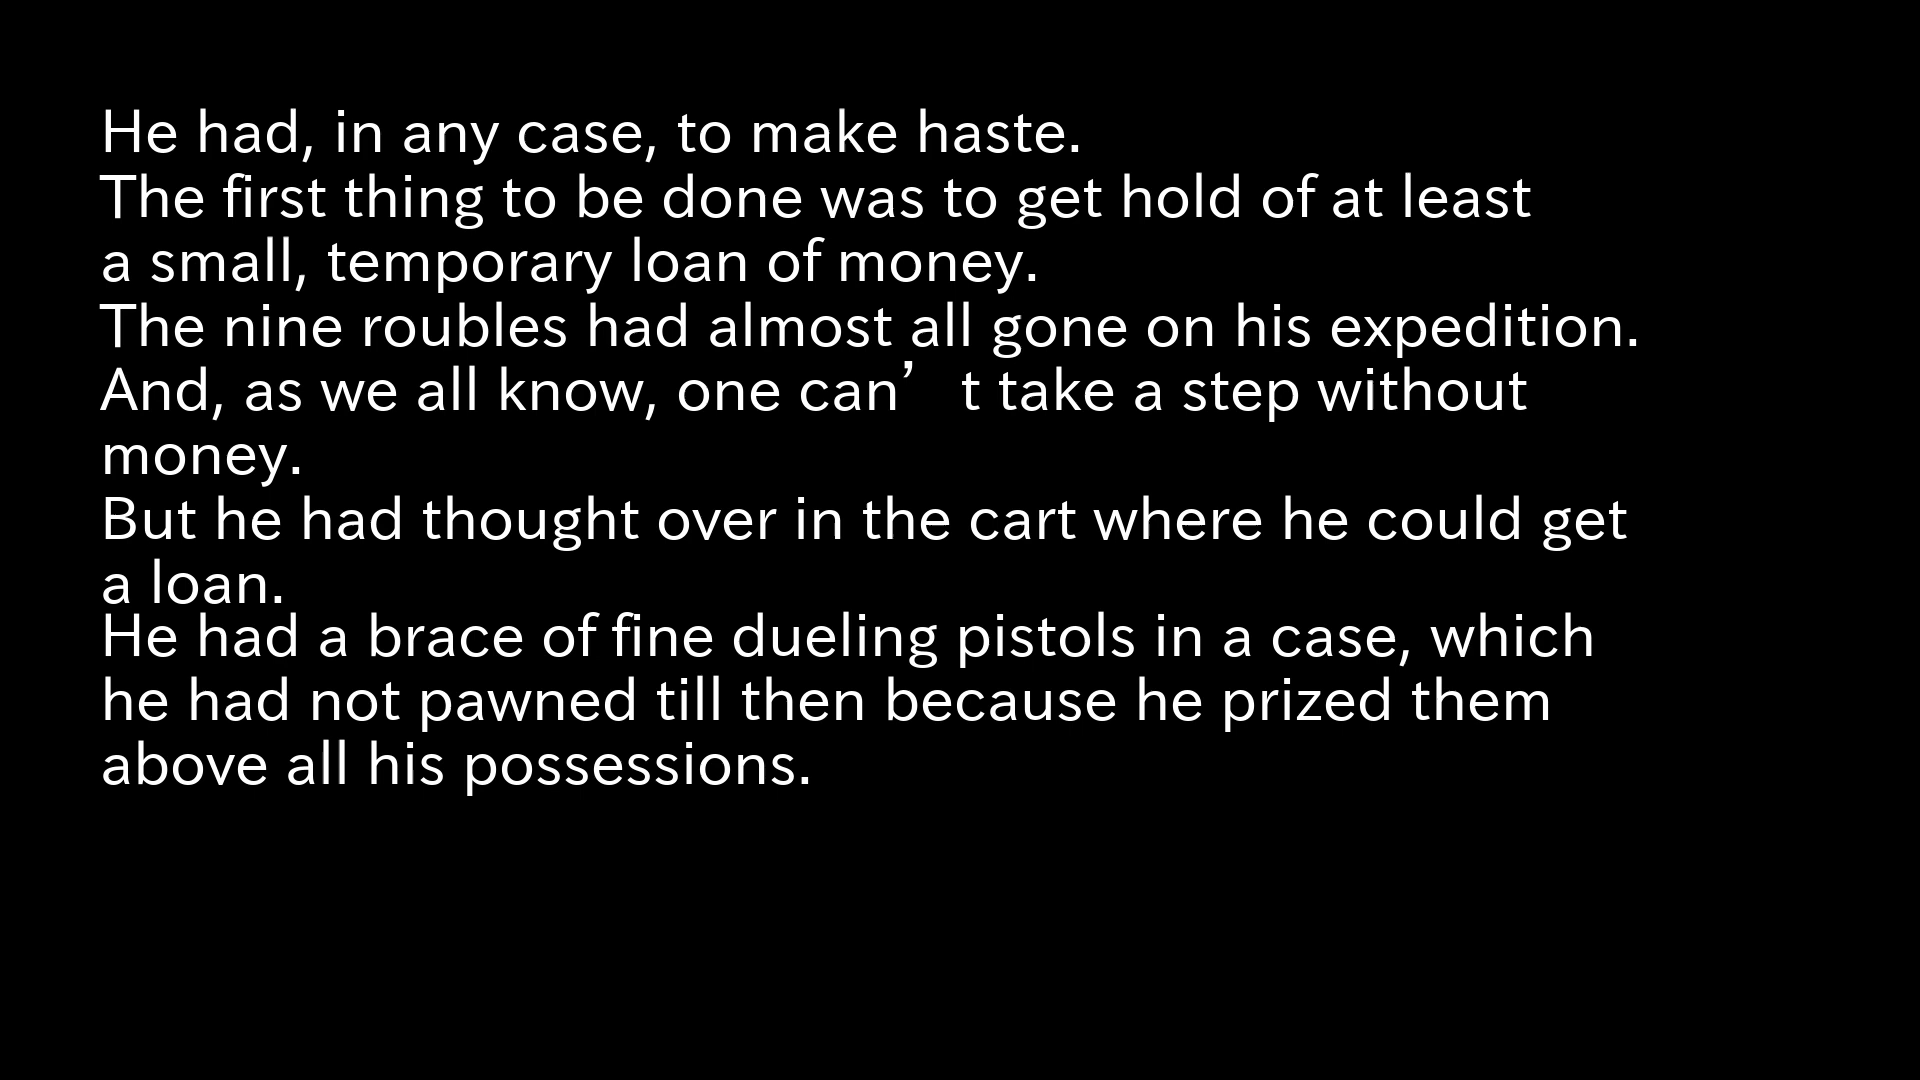 He had, in any case, to make haste.
The first thing to be done was to get hold of at least
a small, temporary loan of money.
The nine roubles had almost all gone on his expedition.
And, as we all know, one can’t take a step without
money.
But he had thought over in the cart where he could get
a loan.
He had a brace of fine dueling pistols in a case, which
he had not pawned till then because he prized them
above all his possessions.